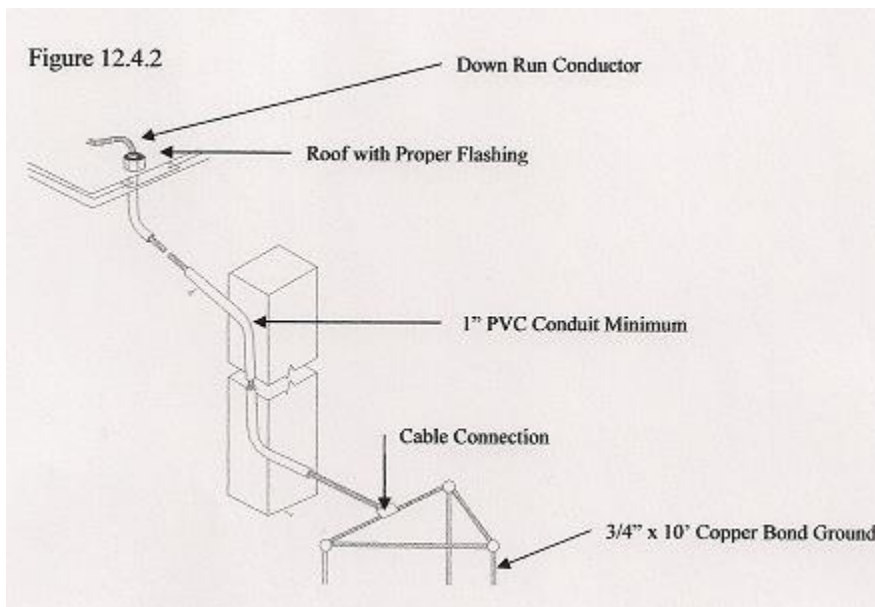 Figure 12.4.2
Down Run Conductor
Roof with Proper Flashing
1” PVC Conduit Minimum
Cable Connection
3/4” x 10’ Copper Bond Ground